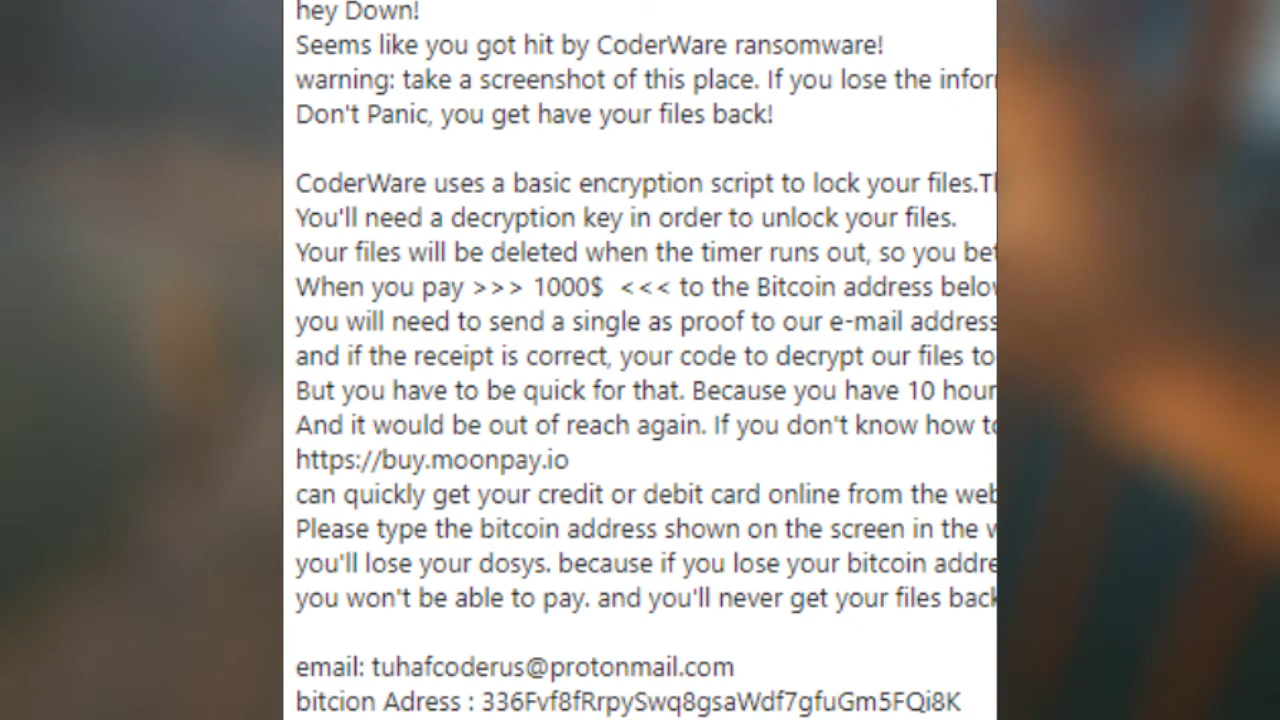 hey Down!
Seems like you got hit by CoderWare ransomware!
warning: take a screenshot of this place. If you lose the infor
Don't Panic, you get have your files back!
CoderWare uses a basic encryption script to lock your files.Tl
You'll need a decryption key in order to unlock your files.
Your files will be deleted when the timer runs out, so you bet
When you pay >>> 1000$ <<< to the Bitcoin address belov
you will need to send a single as proof to our e-mail address
and if the receipt is correct, your code to decrypt our files to
But you have to be quick for that. Because you have 10 hour
And it would be out of reach again. If you don't know how to
https://buy.moonpay.io
can quickly get your credit or debit card online from the web
Please type the bitcoin address shown on the screen in the
you'll lose your dosys. because if you lose your bitcoin addre
you won't be able to pay. and you'll never get your files back
email: tuhafcoderus@protonmail.com
bitcion Adress : 336Fvf8fRrpySwq8gsaWdf7gfuGm5FQi8K